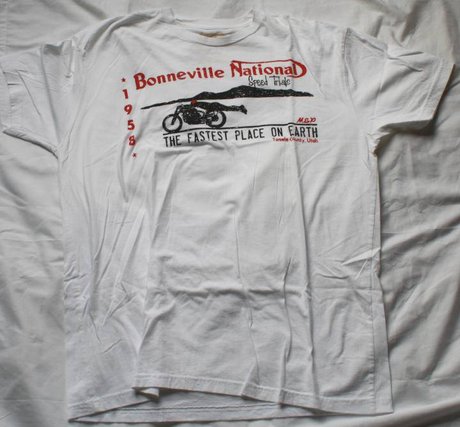 Bonneville National
Speed Trials
* 1958 *
THE FASTEST PLACE ON EARTH
Tooele County, Utah